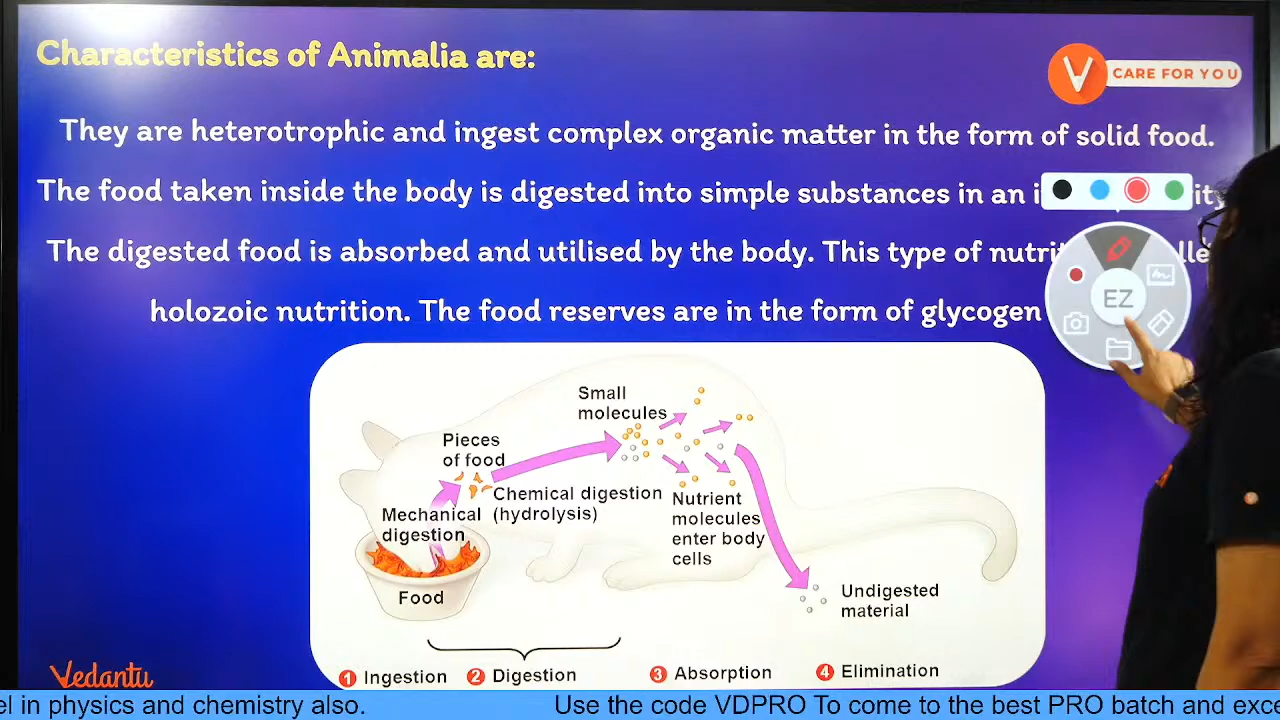 Characteristics of Animalia are:
CARE FOR YOU
They are heterotrophic and ingest complex organic matter in the form of solid food.
The food taken inside the body is digested into simple substances in an
The digested food is absorbed and utilised by the body. This type of
holozoic nutrition. The food reserves are in the form of glycogen
EZ
Small
molecules
Pieces
of food
Chemical digestion
(hydrolysis)
Mechanical
digestion
Nutrient
molecules
enter body
cells
Food
Undigested
material
1 Ingestion 2 Digestion 3 Absorption 4 Elimination
Vedantu
in physics and chemistry also. Use the code VDPRO To come to the best PRO batch and